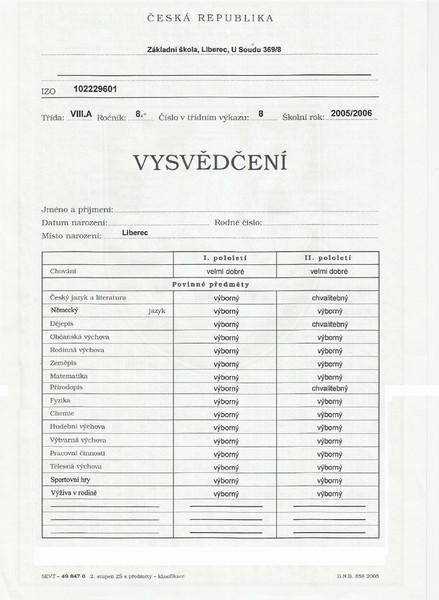 ČESKÁ REPUBLIKA
Základní škola, Liberec, U Soudu 369/8
IZO 102229601
Třída: VIII.A Ročník: 8.- Číslo v třídním výkazu: 8 Školní rok: 2005/2006
VYSVĚDČENÍ
Jméno a příjmení:
Datum narození: Rodné číslo:
Místo narození: Liberec
I. pololetí II. pololetí
Chování velmi dobré velmi dobré
Povinné předměty
Český jazyk a literatura výborný chvalitebný
Německý jazyk výborný výborný
Dějepis výborný chvalitebný
Občanská výchova výborný výborný
Rodinná výchova výborný výborný
Zeměpis výborný výborný
Matematika výborný výborný
Přírodopis výborný chvalitebný
Fyzika výborný výborný
Chemie výborný výborný
Hudební výchova výborný výborný
Výtvarná výchova výborný výborný
Pracovní činnosti výborný výborný
Tělesná výchova výborný výborný
Sportovní hry výborný výborný
Výživa v rodině výborný výborný
SEVT – 49 847 0 2. stupeň ZŠ s předměty – klasifikace D.N.B. 858 2005